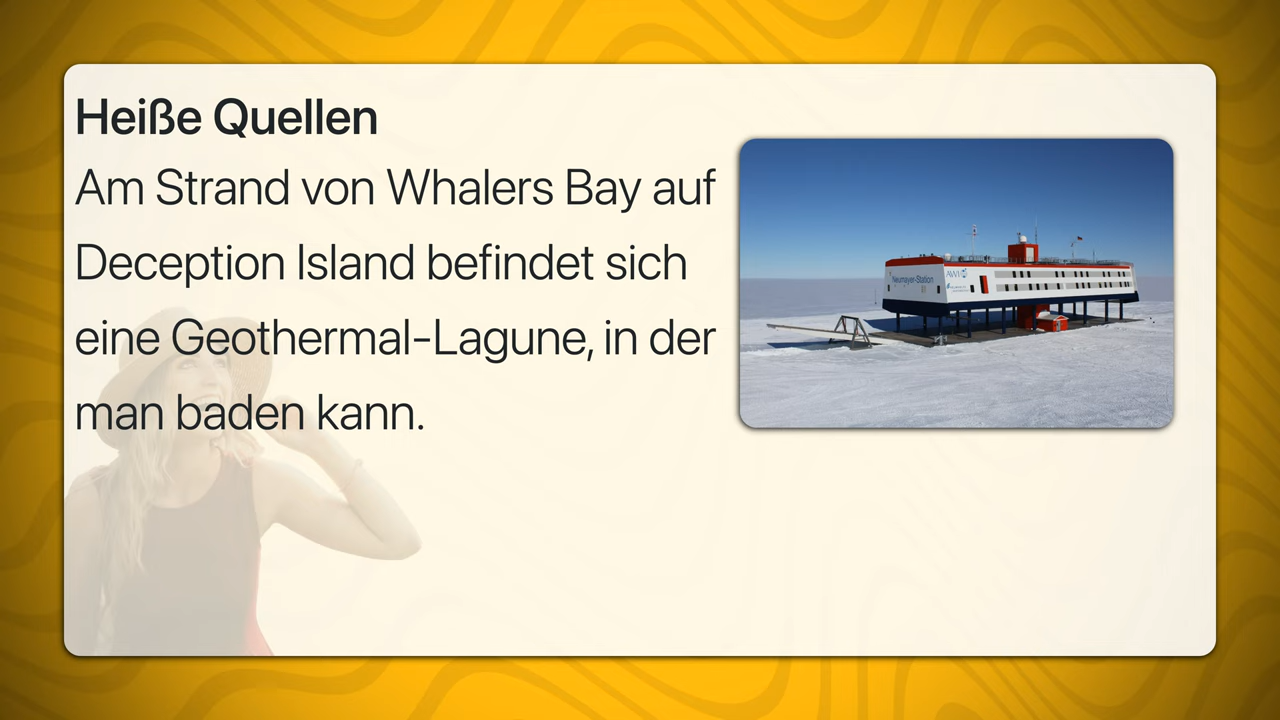 Heiße Quellen
Am Strand von Whalers Bay auf
Deception Island befindet sich
eine Geothermal-Lagune, in der
man baden kann.
Neumayer-Station
AWI